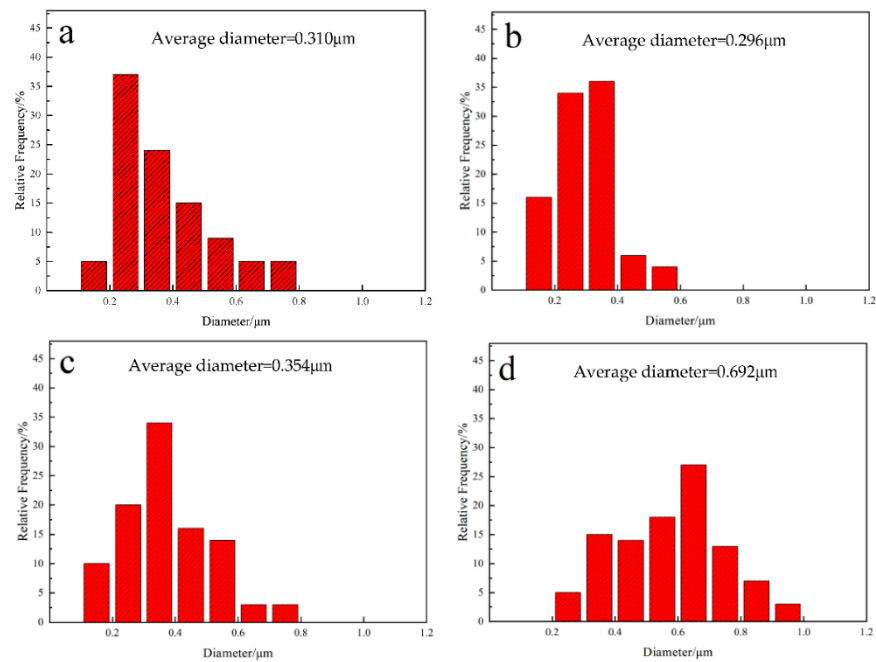 a
Average diameter=0.310μm
Relative Frequency/%
45
40
35
30
25
20
15
10
5
0
0.2 0.4 0.6 0.8 1.0 1.2
Diameter/μm
b
Average diameter=0.296μm
Relative Frequency/%
45
40
35
30
25
20
15
10
5
0
0.2 0.4 0.6 0.8 1.0 1.2
Diameter/μm
c
Average diameter=0.354μm
Relative Frequency/%
45
40
35
30
25
20
15
10
5
0
0.2 0.4 0.6 0.8 1.0 1.2
Diameter/μm
d
Average diameter=0.692μm
Relative Frequency/%
45
40
35
30
25
20
15
10
5
0
0.2 0.4 0.6 0.8 1.0 1.2
Diameter/μm